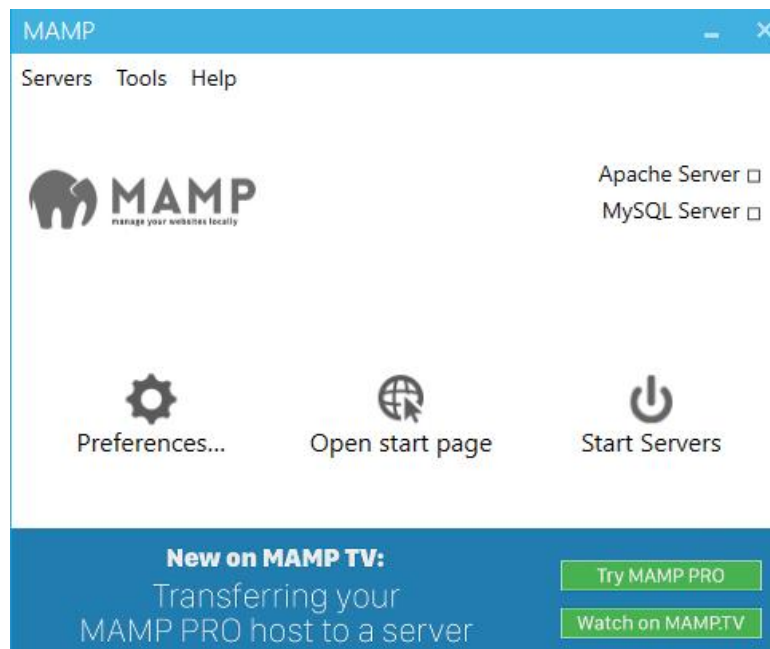 MAMP
Servers Tools Help
MAMP
manage your websites locally
Apache Server
MySQL Server
Preferences...
Open start page
Start Servers
New on MAMP TV:
Transferring your
MAMP PRO host to a server
Try MAMP PRO
Watch on MAMP.TV